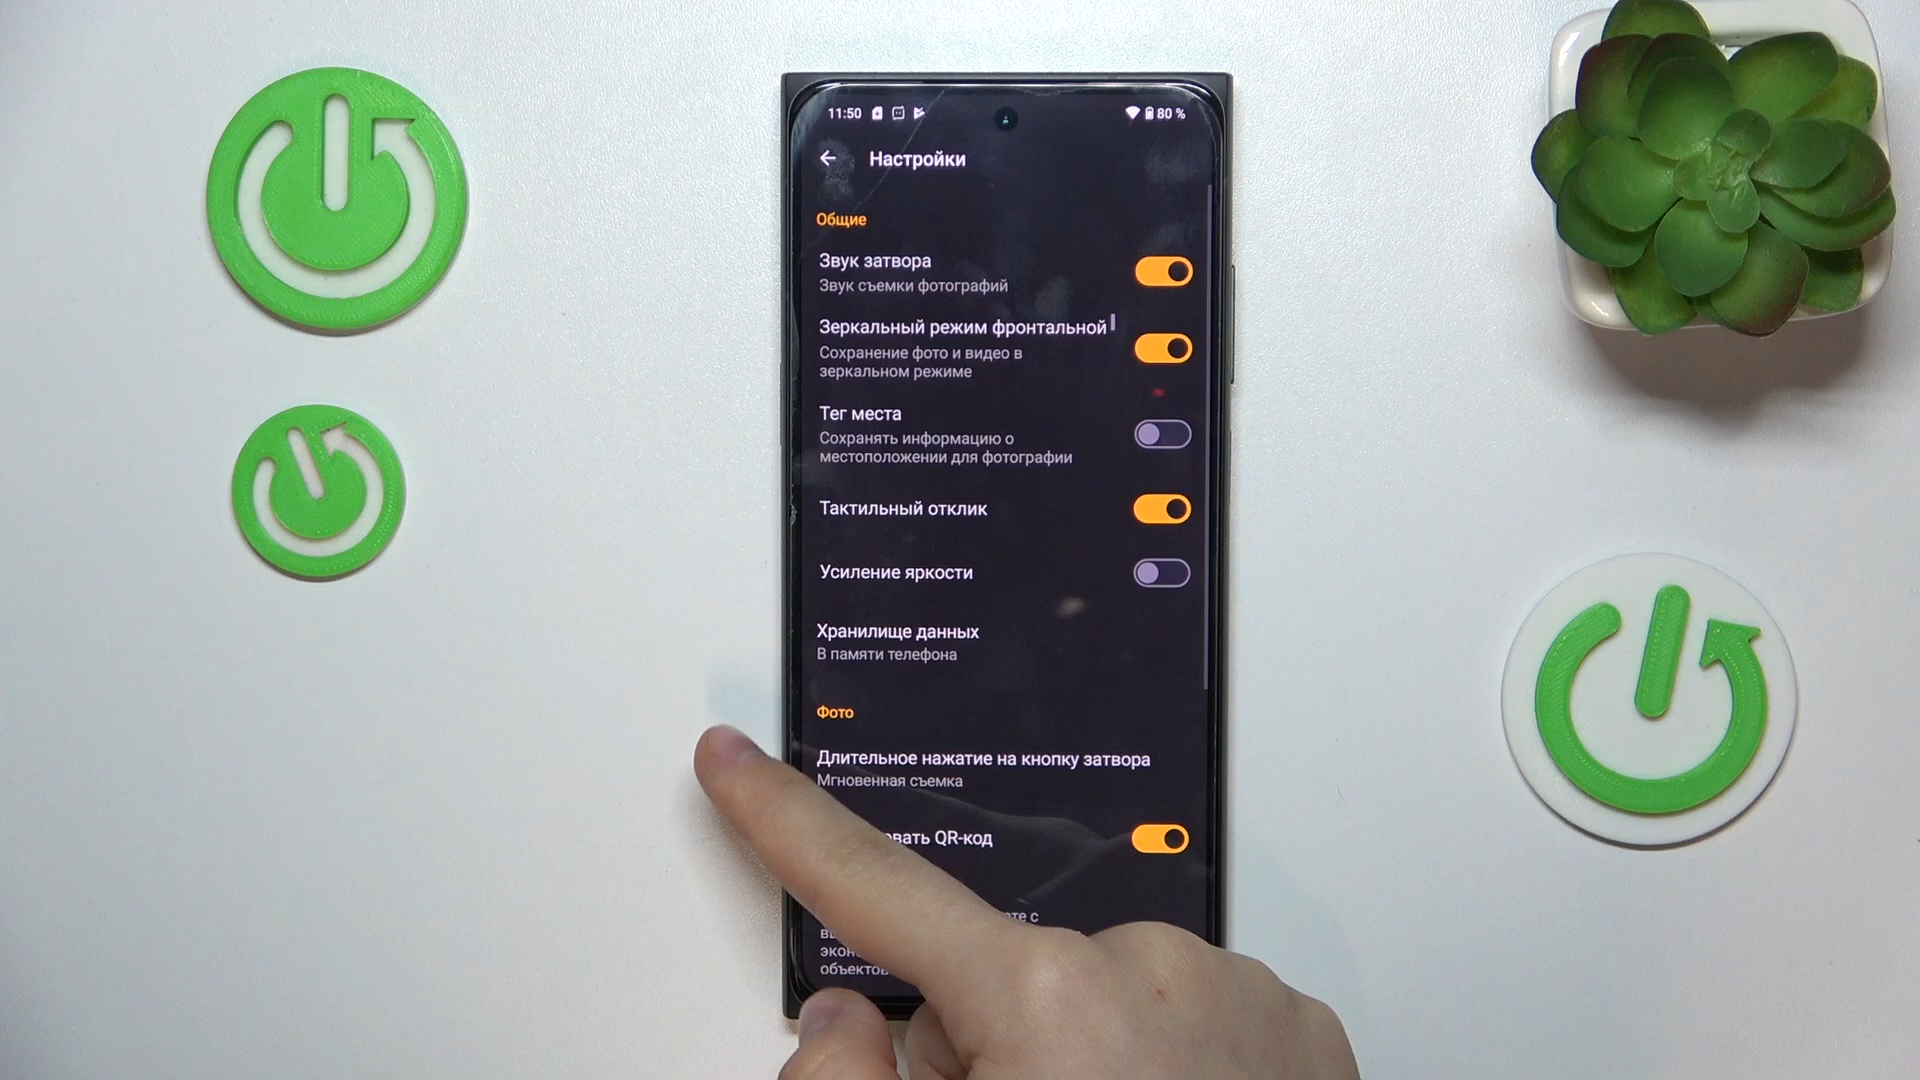 11:50
80 %
Настройки
Общие
Звук затвора
Звук съемки фотографий
Зеркальный режим фронтальной
Сохранение фото и видео в
зеркальном режиме
Тег места
Сохранять информацию о
местоположении для фотографии
Тактильный отклик
Усиление яркости
Хранилище данных
В памяти телефона
Фото
Длительное нажатие на кнопку затвора
Мгновенная съемка
QR-код
с
объектов